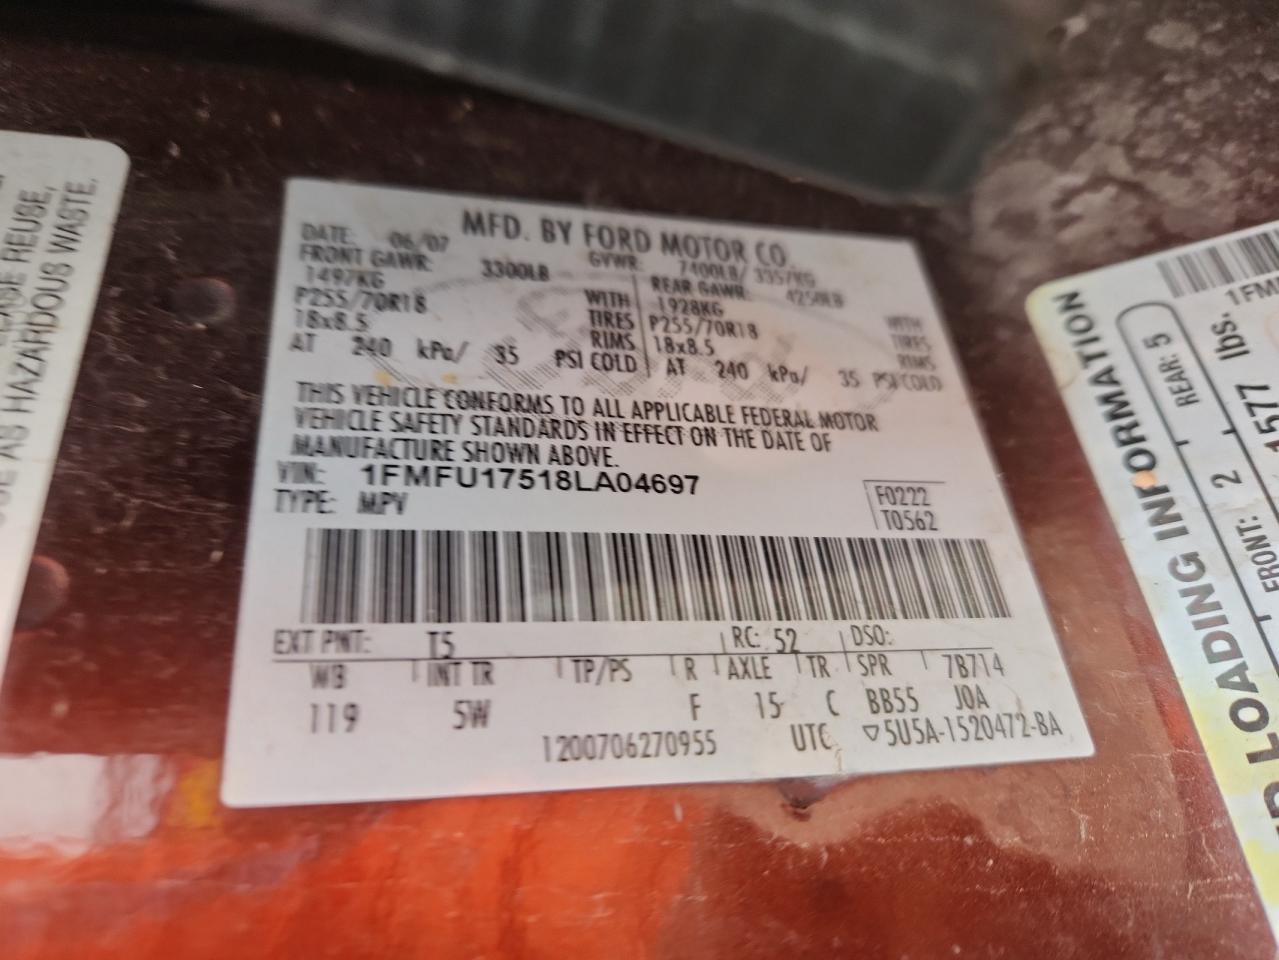 MFD. BY FORD MOTOR CO.
DATE: 06/07 GVWR: 7400LB/ 3357KG
FRONT GAWR: 3300LB REAR GAWR: 4250LB
1497KG WITH 1928KG WITH
P255/70R18 TIRES P255/70R18 TIRES
18x8.5 RIMS 18x8.5 RIMS
AT 240 kPa/ 35 PSI COLD AT 240 kPa/ 35 PSI COLD
THIS VEHICLE CONFORMS TO ALL APPLICABLE FEDERAL MOTOR
VEHICLE SAFETY STANDARDS IN EFFECT ON THE DATE OF
MANUFACTURE SHOWN ABOVE.
VIN: 1FMFU17518LA04697
TYPE: MPV
F0222
T0562
EXT PNT: T5 RC: 52 DSO:
WB INT TR TP/PS R AXLE TR SPR 7B714
119 5W F 15 C BB55 J0A
1200706270955 UTC ▽5U5A-1520472-BA
REUSE,
AS HAZARDOUS WASTE.
LOADING INFORMATION
FRONT: 2 REAR: 5
1577 lbs.
1FM